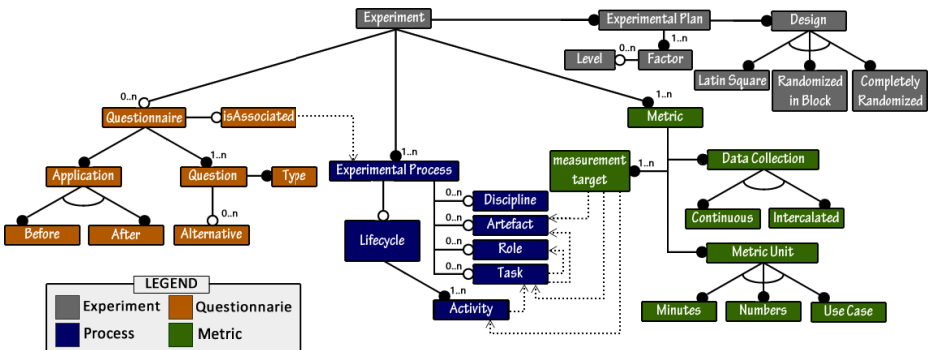 Experiment
Experimental Plan
Design
1..n
0..n
Level
Factor
Latin Square
Randomized
in Block
Completely
Randomized
0..n
1..n
Questionnaire
isAssociated
Metric
1..n
1..n
measurement
target
1..n
Data Collection
Application
Question
Type
Experimental Process
0..n
Discipline
0..n
Artefact
Continuous
Intercalated
0..n
Before
After
Alternative
Lifecycle
0..n
Role
Metric Unit
0..n
Task
1..n
Activity
Minutes
Numbers
Use Case
LEGEND
Experiment
Questionnarie
Process
Metric